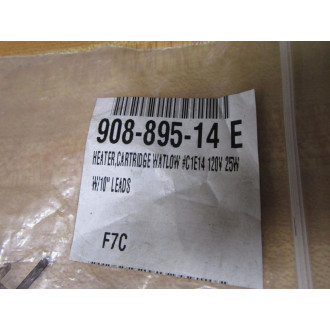 908-895-14 E
HEATER,CARTRIDGE WATLOW #C1E14 120V 25W
W/10" LEADS
F7C